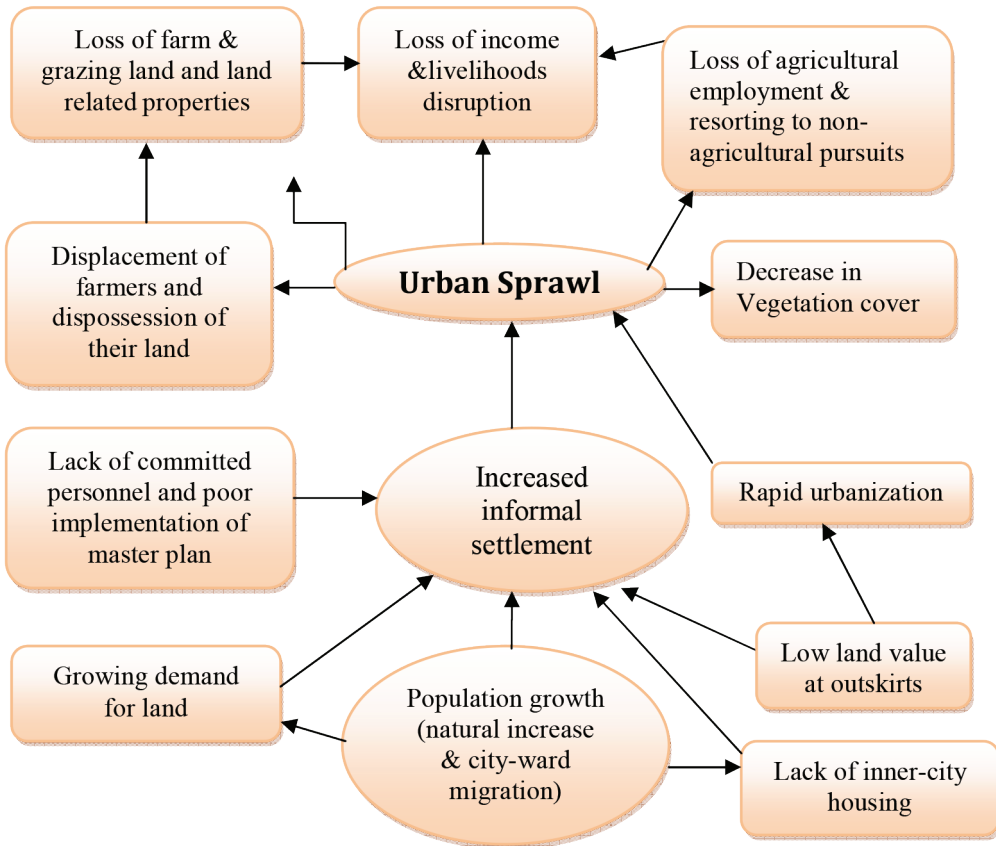 Loss of farm &
grazing land and land
related properties
Loss of income
&livelihoods
disruption
Loss of agricultural
employment &
resorting to non-
agricultural pursuits
Displacement of
farmers and
dispossession of
their land
Urban Sprawl
Decrease in
Vegetation cover
Lack of committed
personnel and poor
implementation of
master plan
Increased
informal
settlement
Rapid urbanization
Growing demand
for land
Population growth
(natural increase
& city-ward
migration)
Low land value
at outskirts
Lack of inner-city
housing